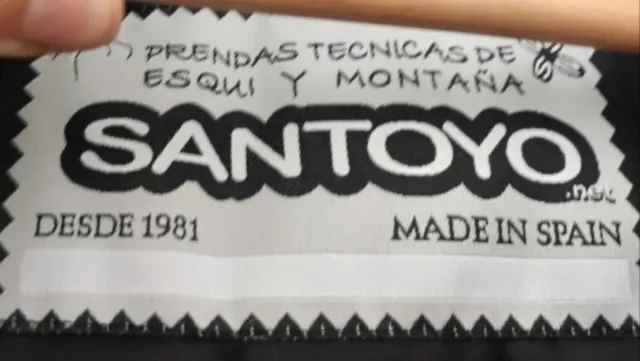 PRENDAS TECNICAS DE
ESQUI Y MONTAÑA
SANTOYO
.net
DESDE 1981
MADE IN SPAIN